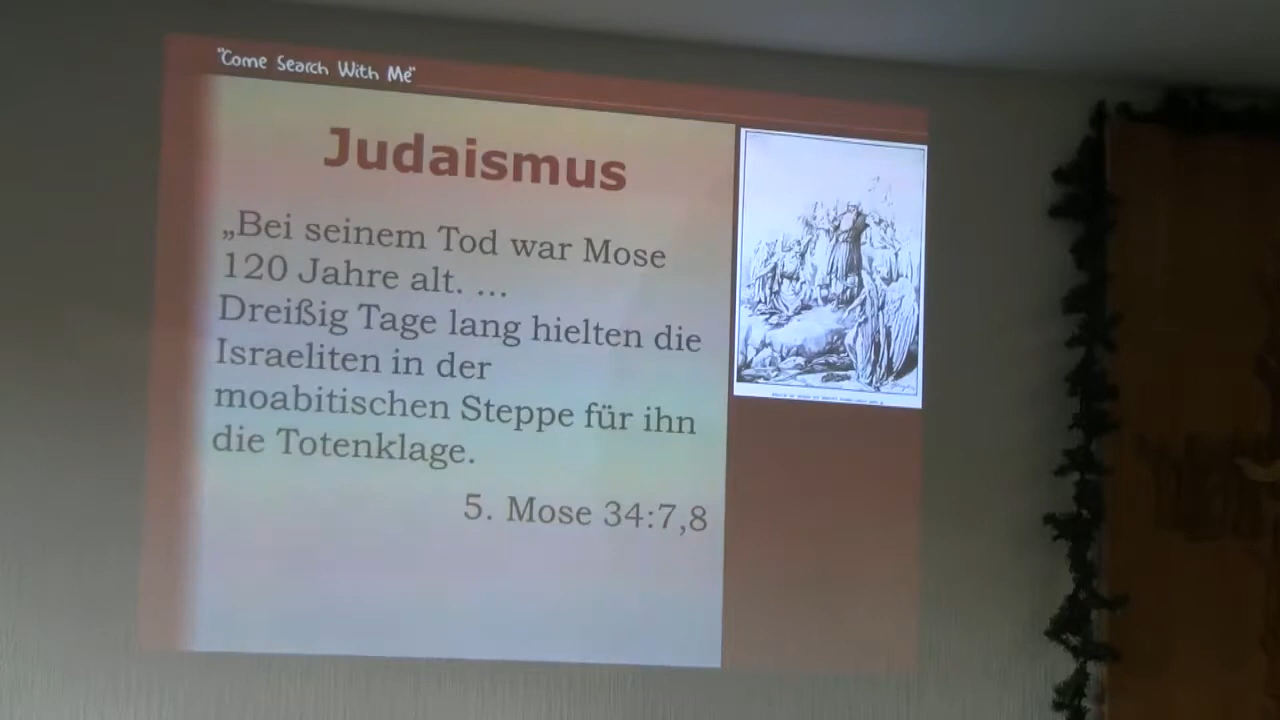 "Come Search With Me"
Judaismus
„Bei seinem Tod war Mose
120 Jahre alt. ...
Dreißig Tage lang hielten die
Israeliten in der
moabitischen Steppe für ihn
die Totenklage.
5. Mose 34:7,8